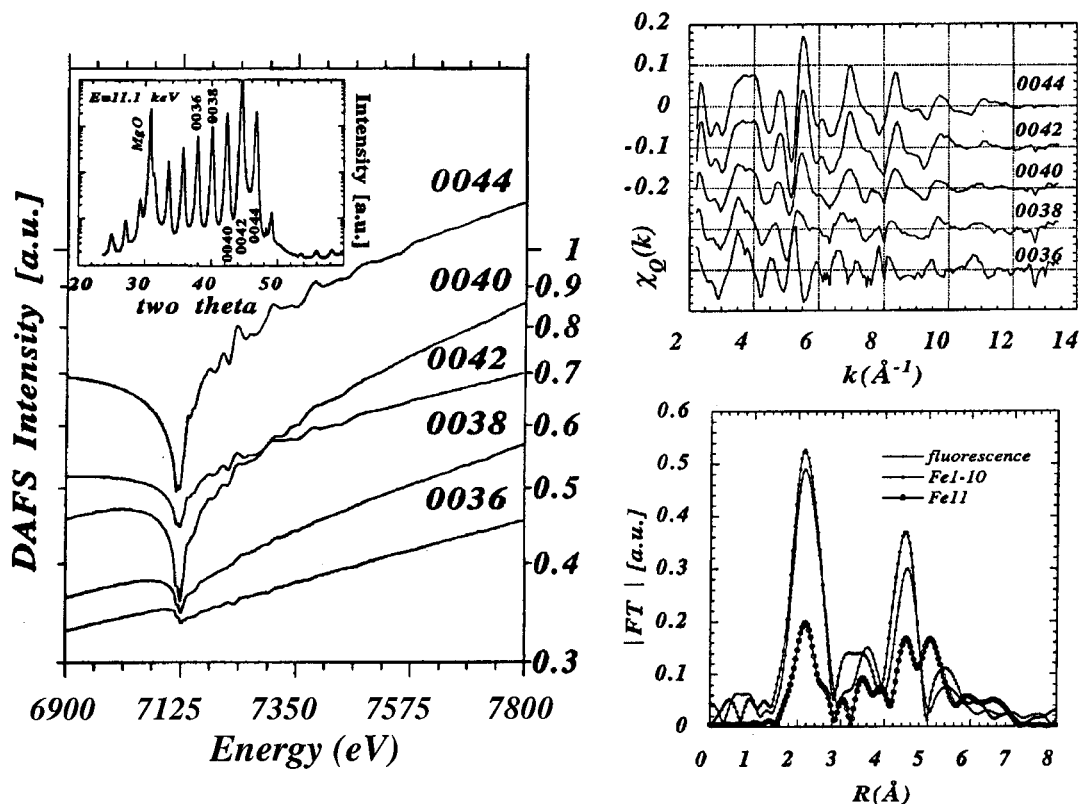 DAFS Intensity [a.u.]
E=11.1 keV
MgO
0036
0038
0040
0042
0044
Intensity [a.u.]
20 30 40 50
two theta
0044
0040
0042
0038
0036
1
0.9
0.8
0.7
0.6
0.5
0.4
0.3
6900 7125 7350 7575 7800
Energy (eV)
0.2
0.1
0
-0.1
-0.2
χQ(k)
0044
0042
0040
0038
0036
2 4 6 8 10 12 14
k(Å-1)
0.6
0.5
0.4
0.3
0.2
0.1
0
|FT| [a.u.]
fluorescence
Fe1-10
Fe11
0 1 2 3 4 5 6 7 8
R(Å)